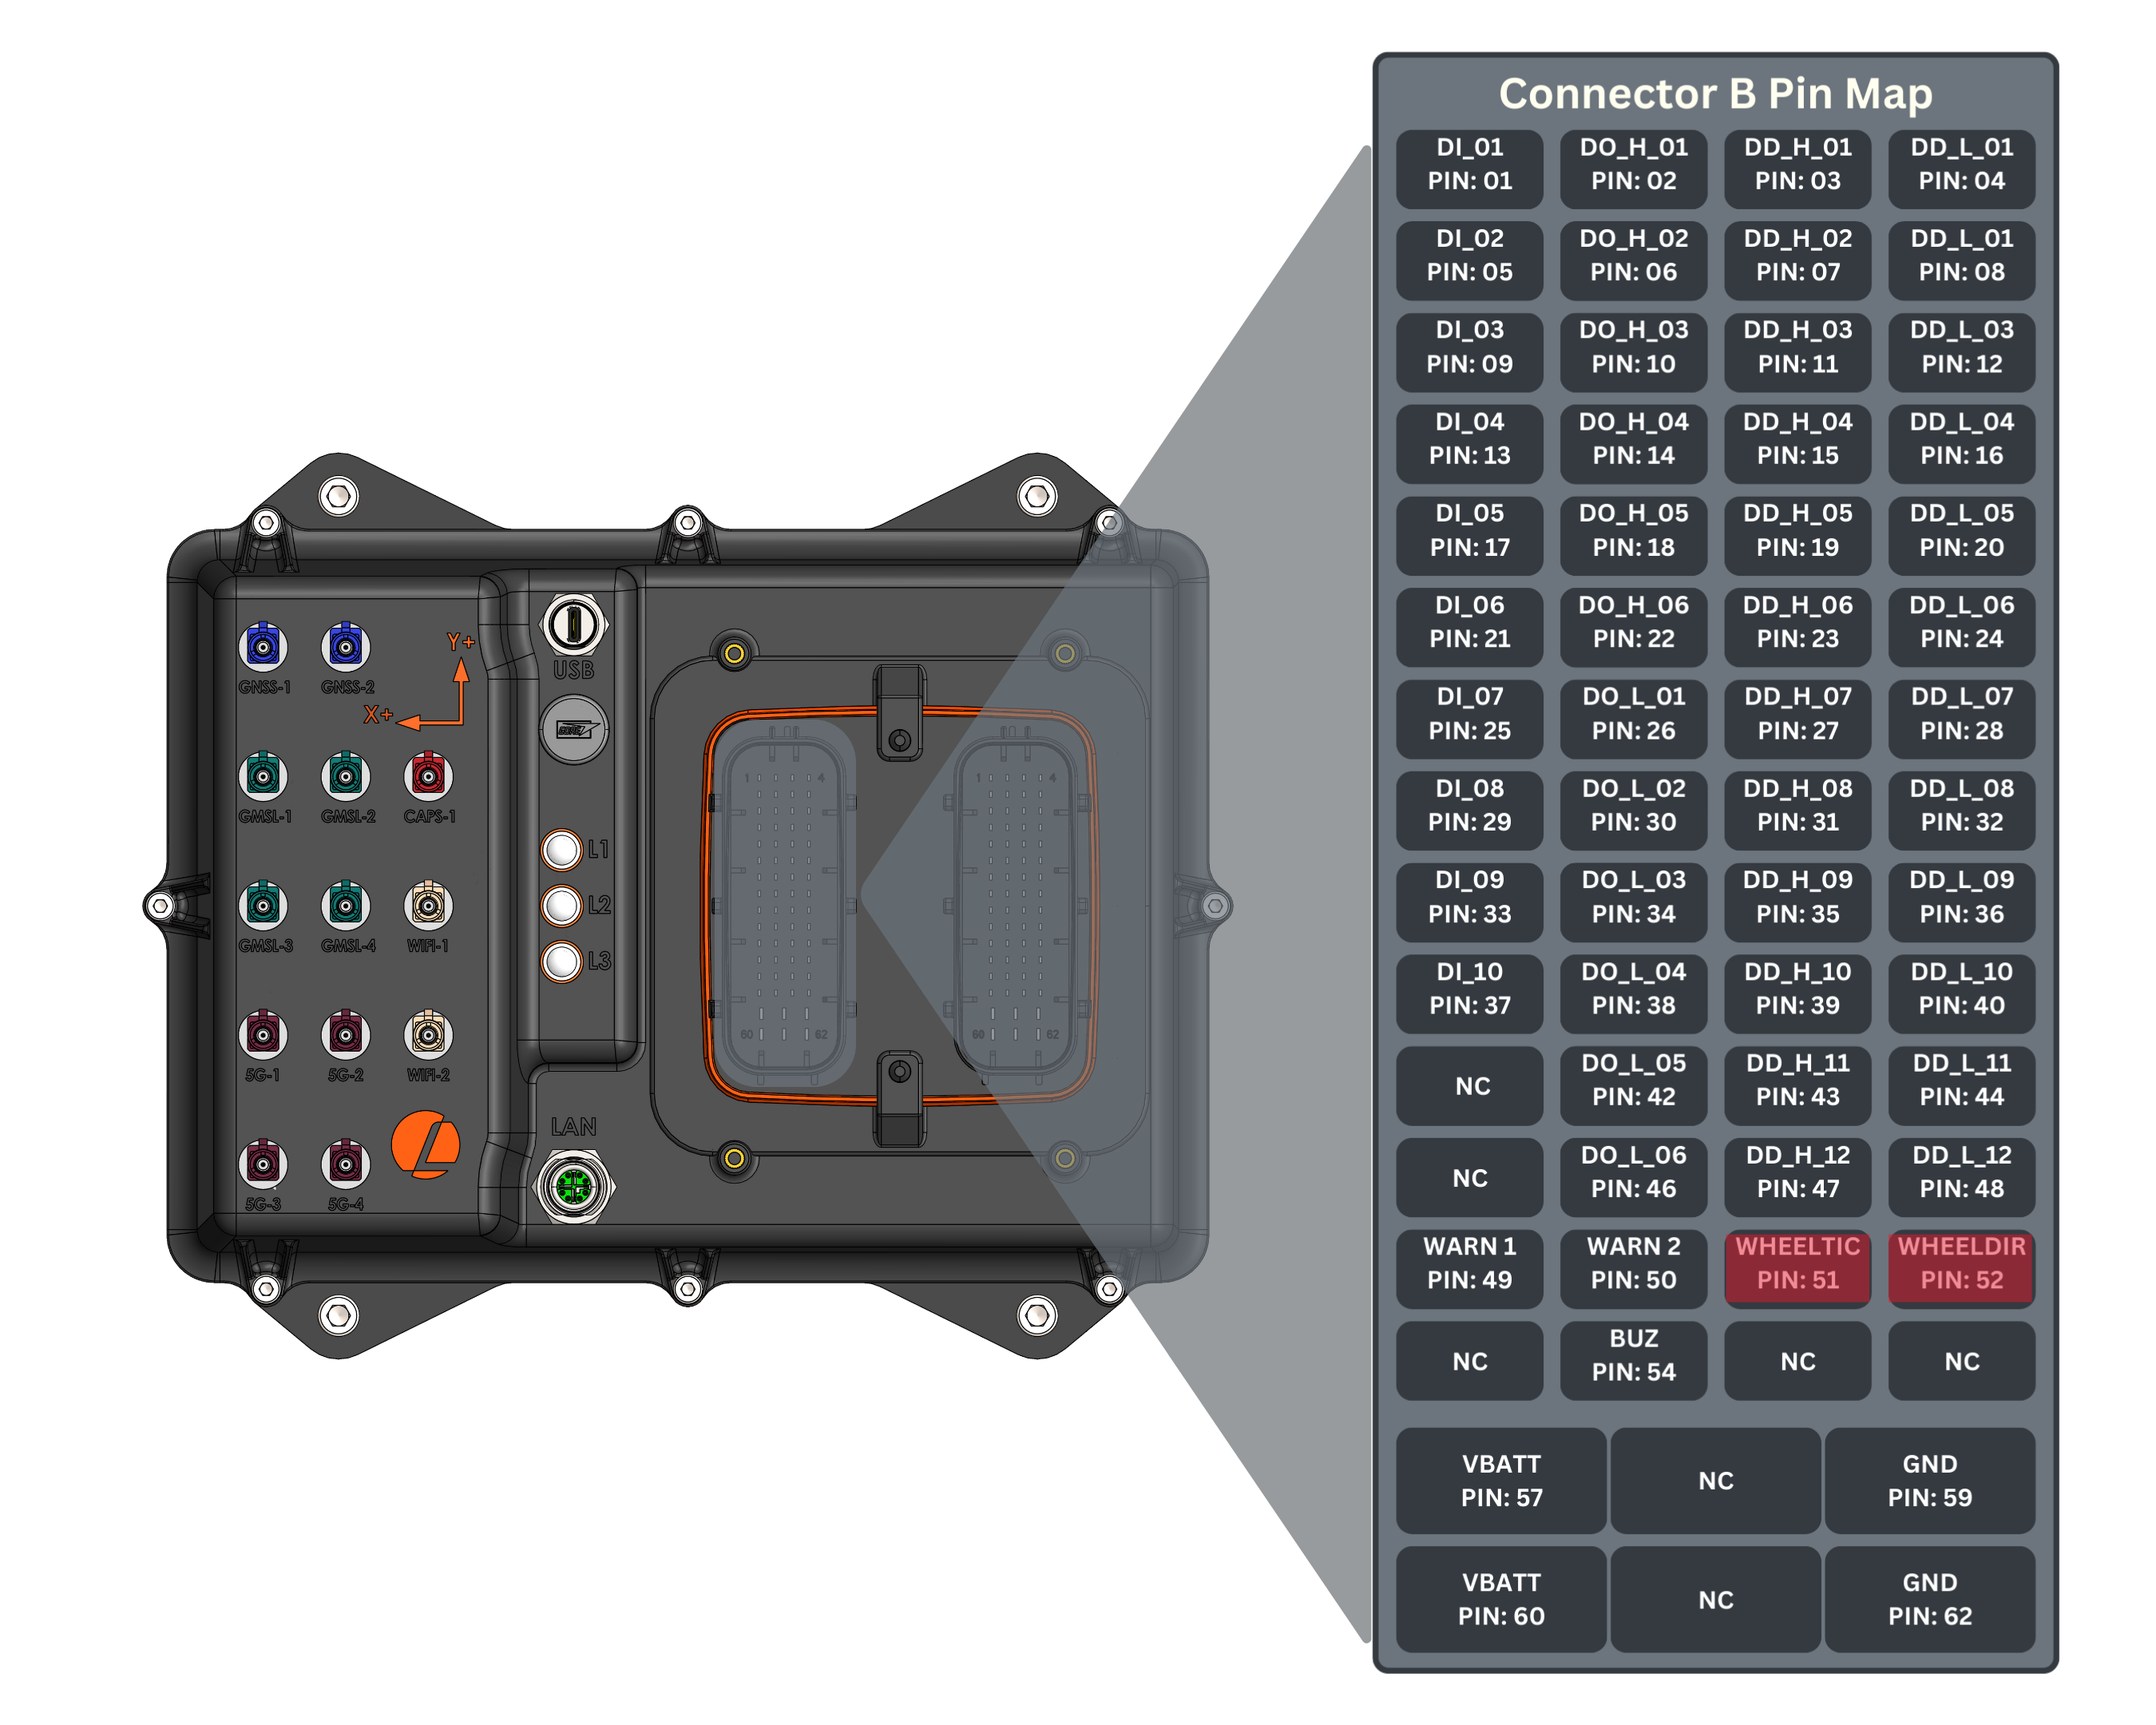 GNSS-1
GNSS-2
Y+
X+
GMSL-1
GMSL-2
CAPS-1
GMSL-3
GMSL-4
WIFI-1
5G-1
5G-2
WIFI-2
5G-3
5G-4
USB
GORE
L1
L2
L3
LAN
1
4
60
62
1
4
60
62
Connector B Pin Map
DI_01
PIN: 01
DO_H_01
PIN: 02
DD_H_01
PIN: 03
DD_L_01
PIN: 04
DI_02
PIN: 05
DO_H_02
PIN: 06
DD_H_02
PIN: 07
DD_L_01
PIN: 08
DI_03
PIN: 09
DO_H_03
PIN: 10
DD_H_03
PIN: 11
DD_L_03
PIN: 12
DI_04
PIN: 13
DO_H_04
PIN: 14
DD_H_04
PIN: 15
DD_L_04
PIN: 16
DI_05
PIN: 17
DO_H_05
PIN: 18
DD_H_05
PIN: 19
DD_L_05
PIN: 20
DI_06
PIN: 21
DO_H_06
PIN: 22
DD_H_06
PIN: 23
DD_L_06
PIN: 24
DI_07
PIN: 25
DO_L_01
PIN: 26
DD_H_07
PIN: 27
DD_L_07
PIN: 28
DI_08
PIN: 29
DO_L_02
PIN: 30
DD_H_08
PIN: 31
DD_L_08
PIN: 32
DI_09
PIN: 33
DO_L_03
PIN: 34
DD_H_09
PIN: 35
DD_L_09
PIN: 36
DI_10
PIN: 37
DO_L_04
PIN: 38
DD_H_10
PIN: 39
DD_L_10
PIN: 40
NC
DO_L_05
PIN: 42
DD_H_11
PIN: 43
DD_L_11
PIN: 44
NC
DO_L_06
PIN: 46
DD_H_12
PIN: 47
DD_L_12
PIN: 48
WARN 1
PIN: 49
WARN 2
PIN: 50
WHEELTIC
PIN: 51
WHEELDIR
PIN: 52
NC
BUZ
PIN: 54
NC
NC
VBATT
PIN: 57
NC
GND
PIN: 59
VBATT
PIN: 60
NC
GND
PIN: 62